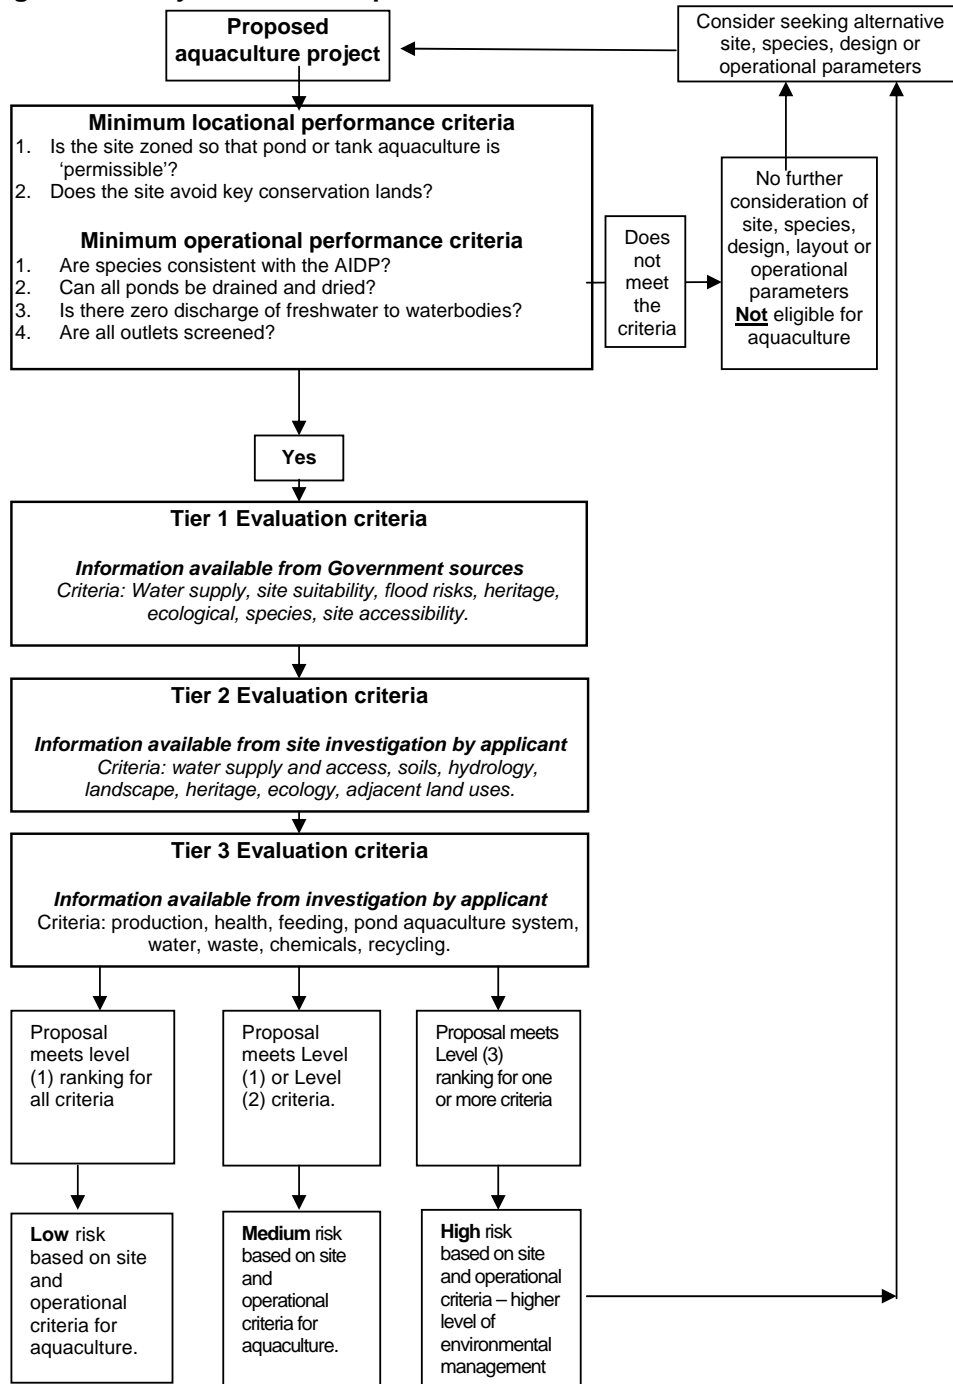 Proposed
aquaculture project
Consider seeking alternative
site, species, design or
operational parameters
Minimum locational performance criteria
1. Is the site zoned so that pond or tank aquaculture is
‘permissible’?
2. Does the site avoid key conservation lands?
Minimum operational performance criteria
1. Are species consistent with the AIDP?
2. Can all ponds be drained and dried?
3. Is there zero discharge of freshwater to waterbodies?
4. Are all outlets screened?
Does
not
meet
the
criteria
No further
consideration of
site, species,
design, layout or
operational
parameters
Not eligible for
aquaculture
Yes
Tier 1 Evaluation criteria
Information available from Government sources
Criteria: Water supply, site suitability, flood risks, heritage,
ecological, species, site accessibility.
Tier 2 Evaluation criteria
Information available from site investigation by applicant
Criteria: water supply and access, soils, hydrology,
landscape, heritage, ecology, adjacent land uses.
Tier 3 Evaluation criteria
Information available from investigation by applicant
Criteria: production, health, feeding, pond aquaculture system,
water, waste, chemicals, recycling.
Proposal
meets level
(1) ranking for
all criteria
Proposal
meets Level
(1) or Level
(2) criteria.
Proposal meets
Level (3)
ranking for one
or more criteria
Low risk
based on site
and
operational
criteria for
aquaculture.
Medium risk
based on site
and
operational
criteria for
aquaculture.
High risk
based on site
and operational
criteria – higher
level of
environmental
management